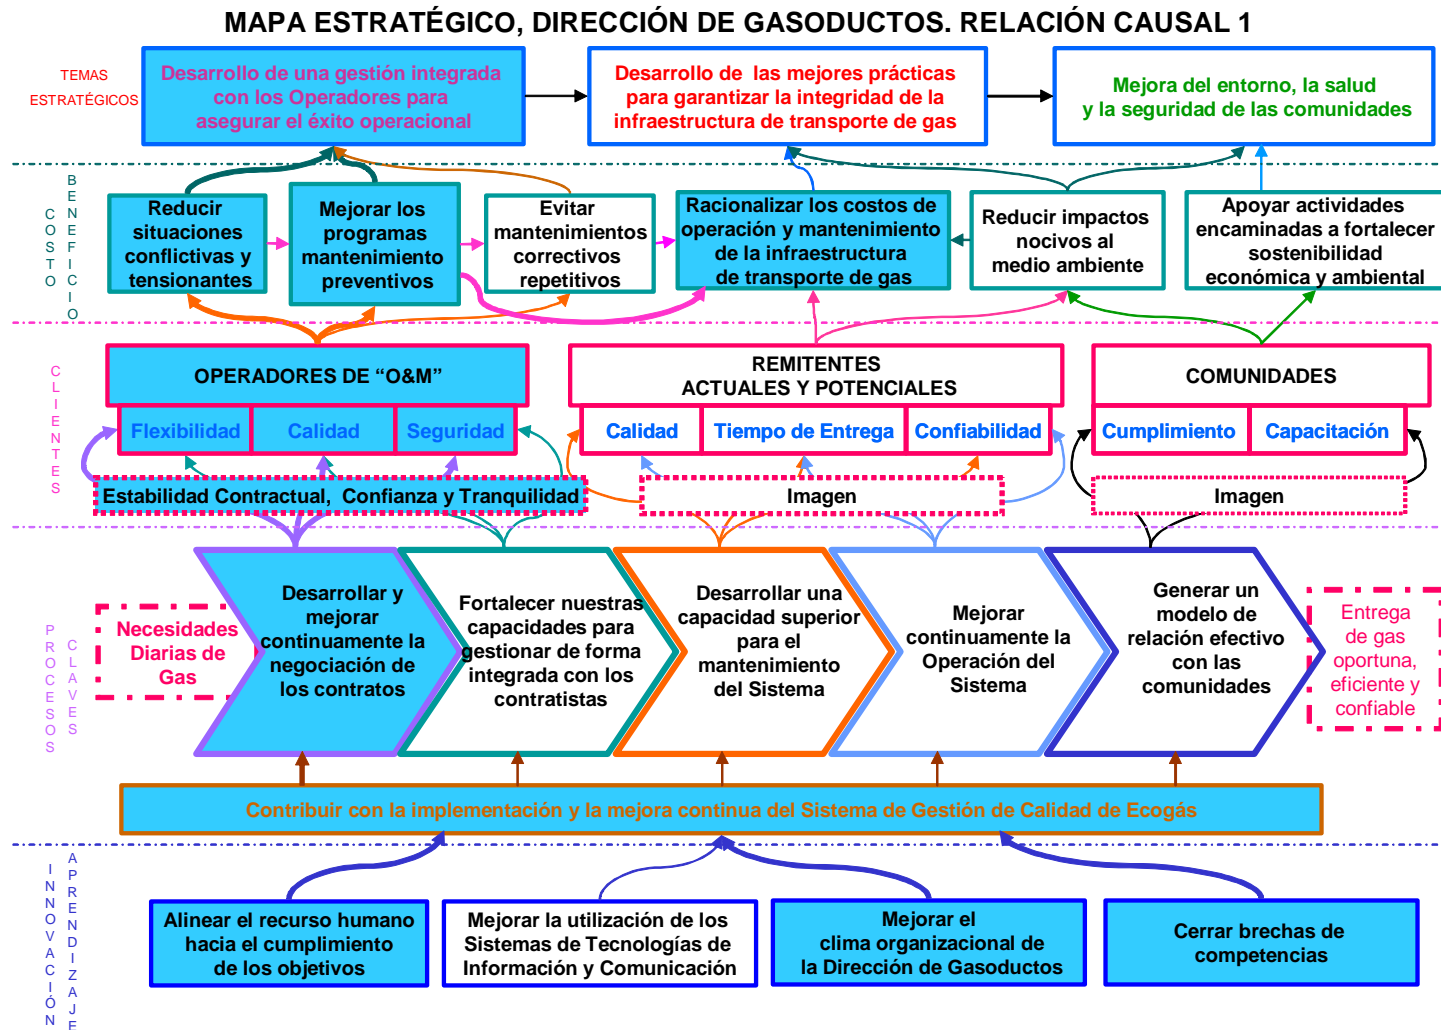 MAPA ESTRATÉGICO, DIRECCIÓN DE GASODUCTOS. RELACIÓN CAUSAL 1
TEMAS
ESTRATÉGICOS
Desarrollo de una gestión integrada
con los Operadores para
asegurar el éxito operacional
Desarrollo de las mejores prácticas
para garantizar la integridad de la
infraestructura de transporte de gas
Mejora del entorno, la salud
y la seguridad de las comunidades
COSTO
BENEFICIO
Reducir
situaciones
conflictivas y
tensionantes
Mejorar los
programas
mantenimiento
preventivos
Evitar
mantenimientos
correctivos
repetitivos
Racionalizar los costos de
operación y mantenimiento
de la infraestructura
de transporte de gas
Reducir impactos
nocivos al
medio ambiente
Apoyar actividades
encaminadas a fortalecer
sostenibilidad
económica y ambiental
CLIENTES
OPERADORES DE “O&M”
Flexibilidad
Calidad
Seguridad
Estabilidad Contractual, Confianza y Tranquilidad
REMITENTES
ACTUALES Y POTENCIALES
Calidad
Tiempo de Entrega
Confiabilidad
Imagen
COMUNIDADES
Cumplimiento
Capacitación
Imagen
PROCESOS
CLAVES
Necesidades
Diarias de
Gas
Desarrollar y
mejorar
continuamente la
negociación de
los contratos
Fortalecer nuestras
capacidades para
gestionar de forma
integrada con los
contratistas
Desarrollar una
capacidad superior
para el
mantenimiento
del Sistema
Mejorar
continuamente la
Operación del
Sistema
Generar un
modelo de
relación efectivo
con las
comunidades
Entrega
de gas
oportuna,
eficiente y
confiable
Contribuir con la implementación y la mejora continua del Sistema de Gestión de Calidad de Ecogás
INNOVACIÓN
APRENDIZAJE
Alinear el recurso humano
hacia el cumplimiento
de los objetivos
Mejorar la utilización de los
Sistemas de Tecnologías de
Información y Comunicación
Mejorar el
clima organizacional de
la Dirección de Gasoductos
Cerrar brechas de
competencias